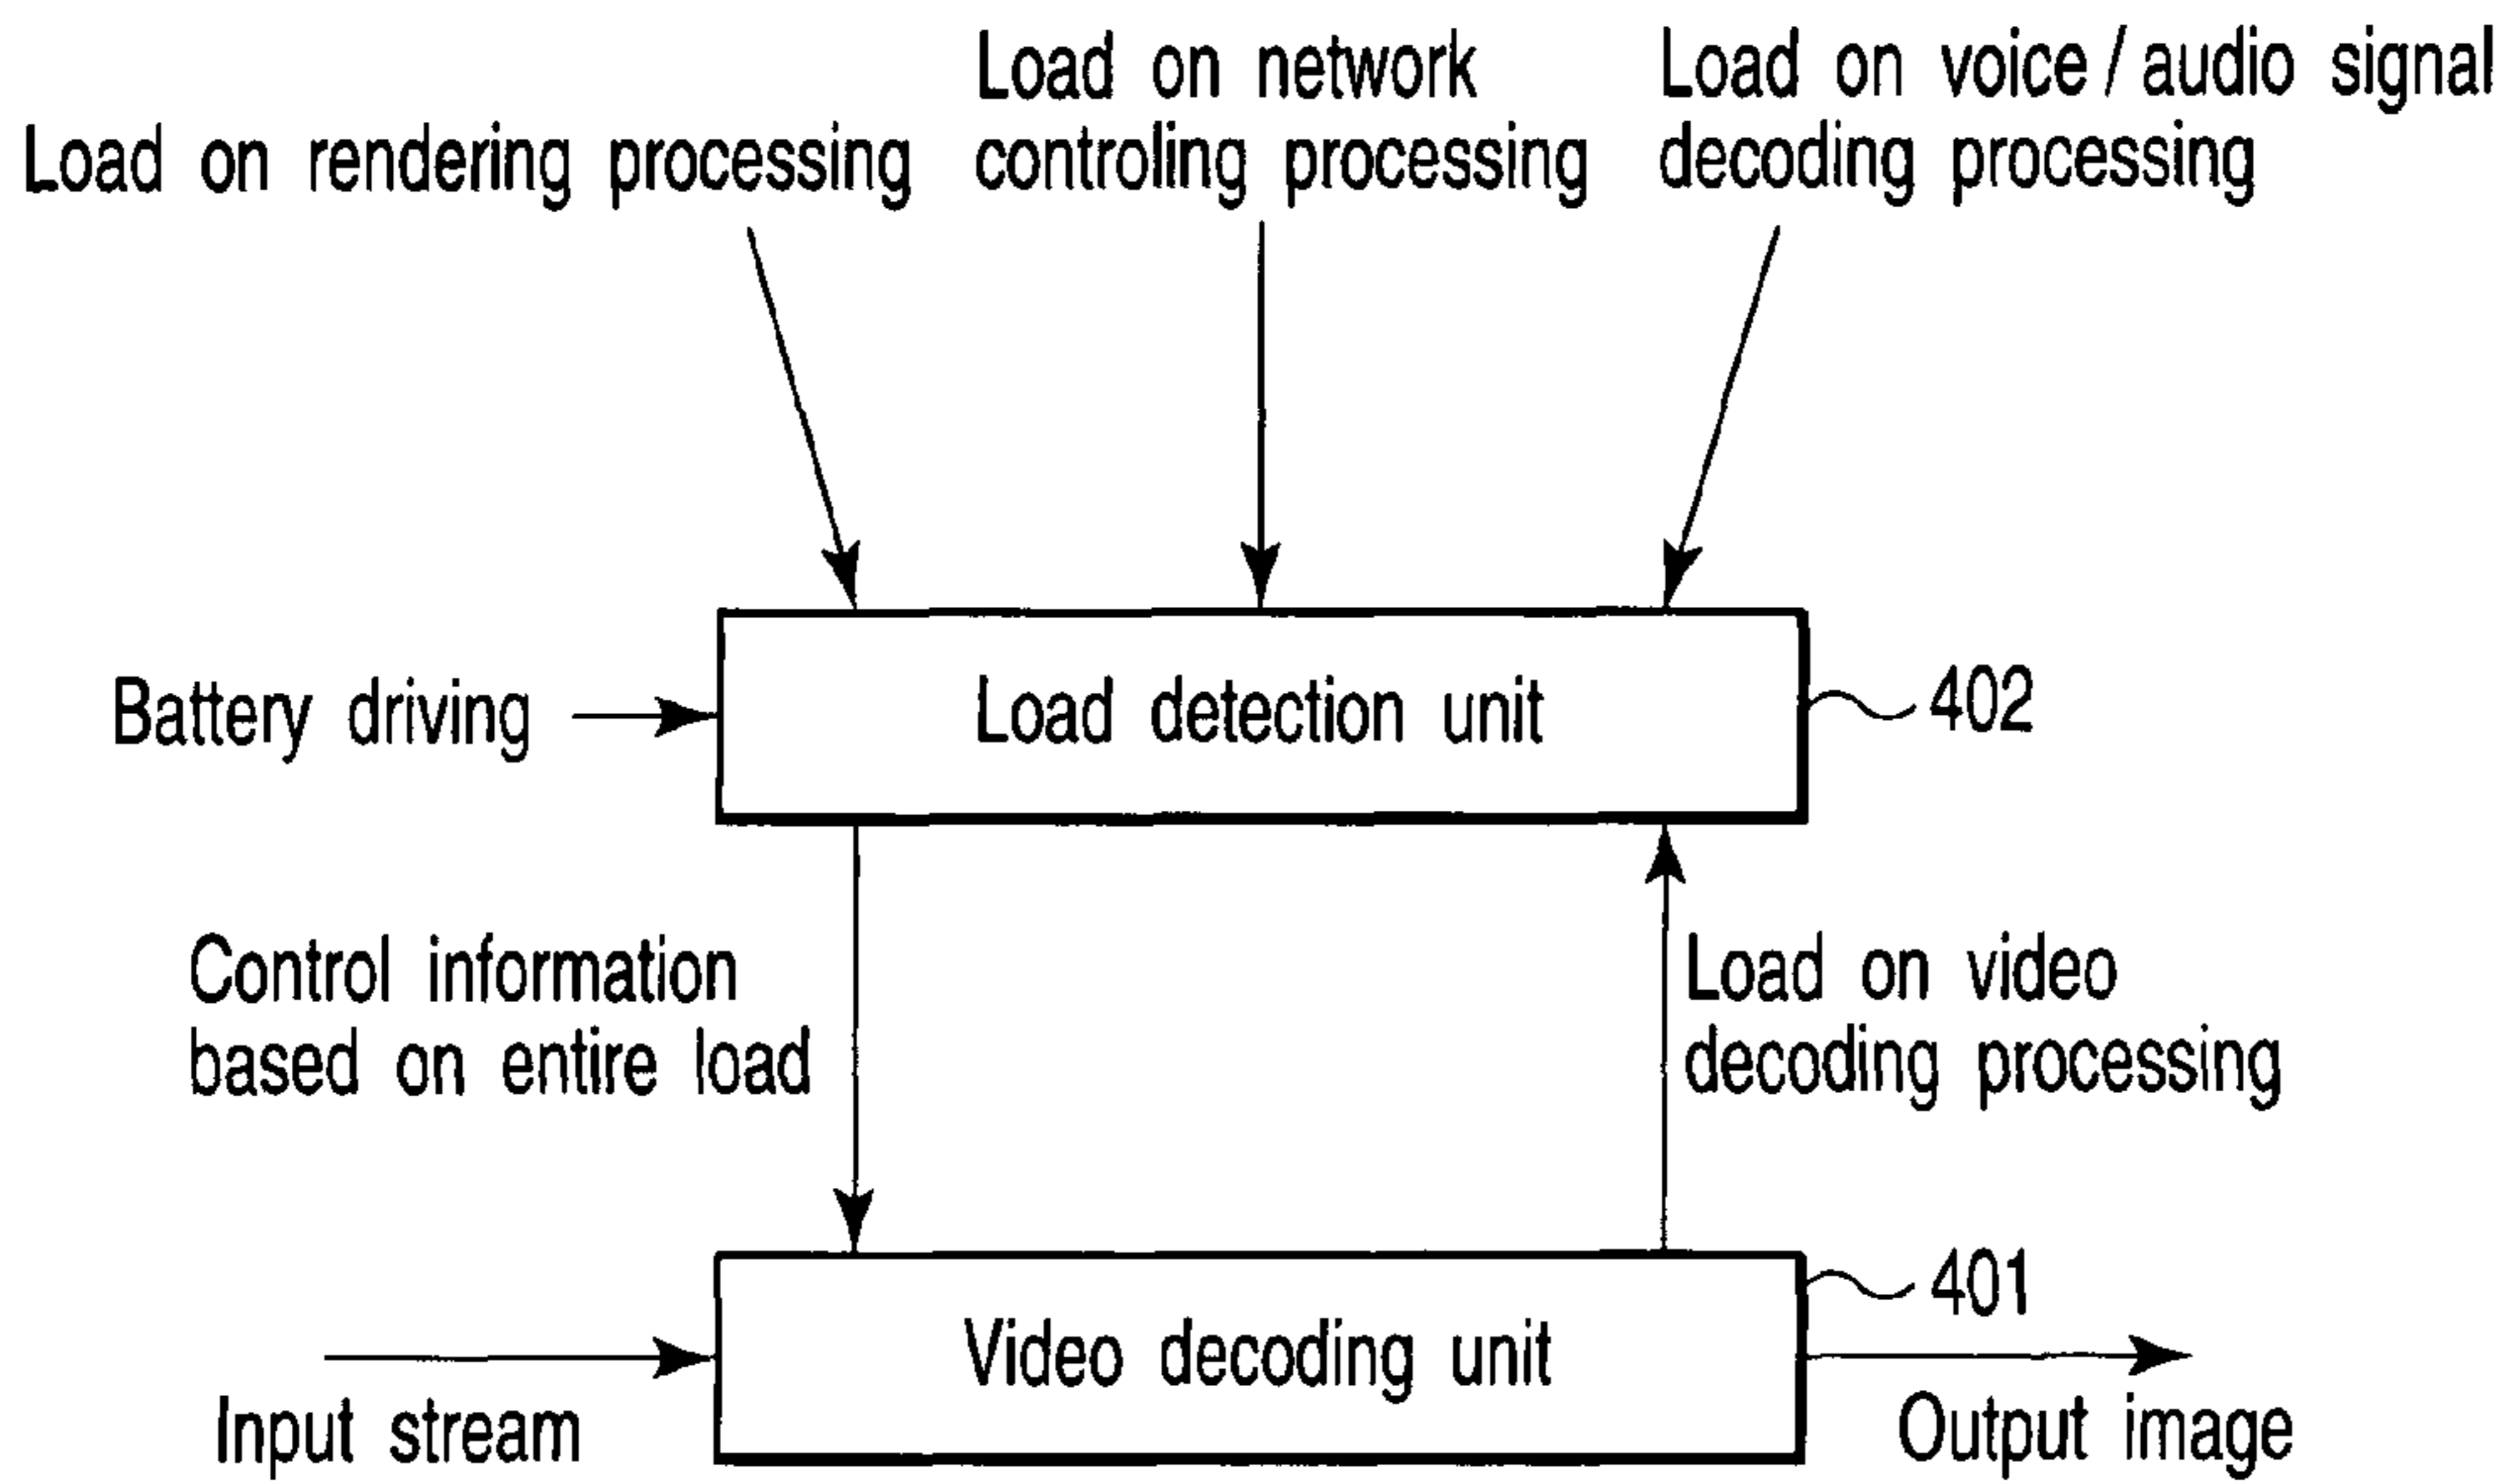 Load on rendering processing
Load on network
controling processing
Load on voice / audio signal
decoding processing
Battery driving
Load detection unit
402
Control information
based on entire load
Load on video
decoding processing
401
Video decoding unit
Input stream
Output image